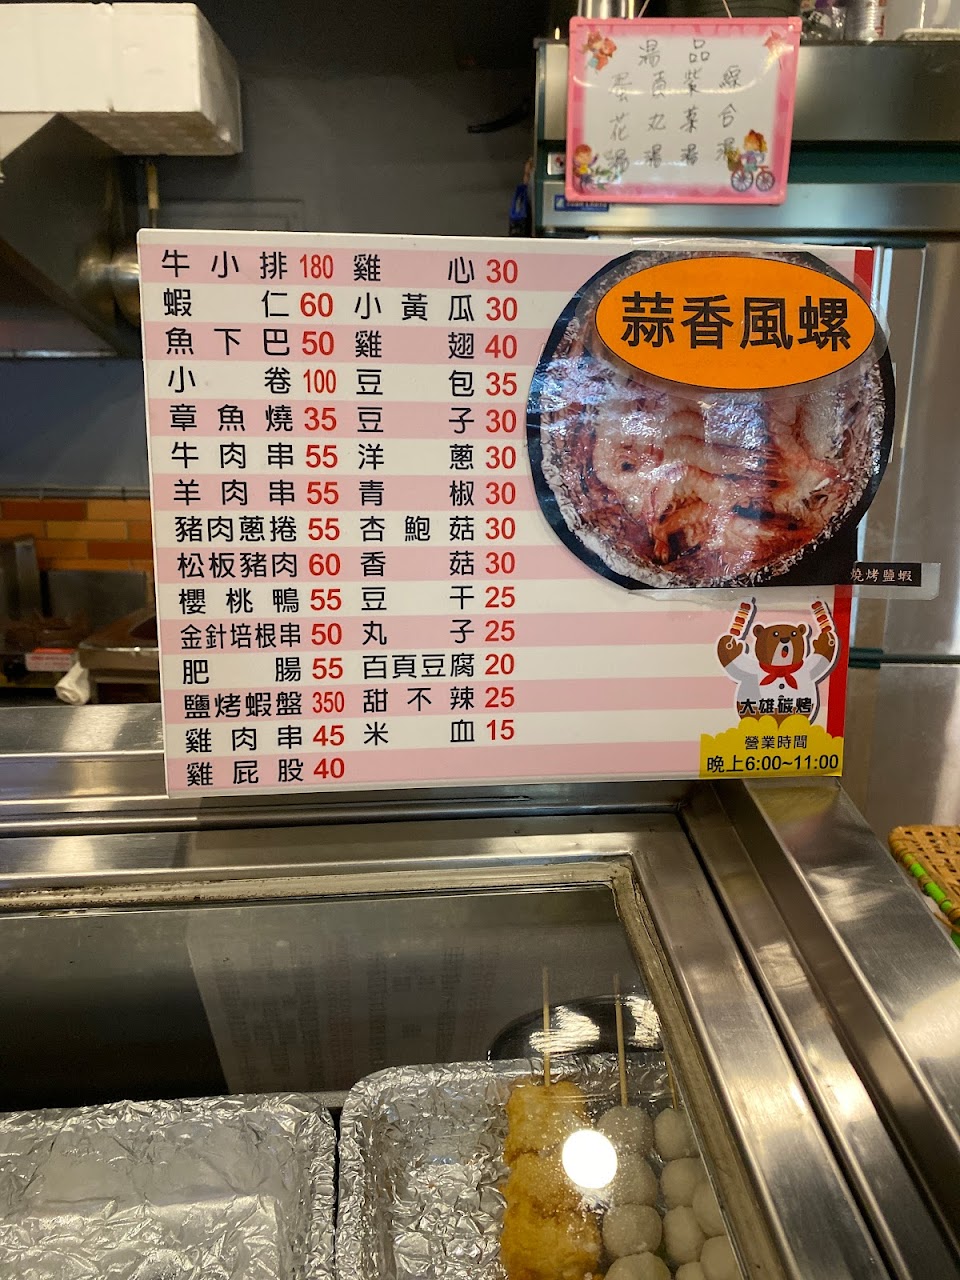 湯品
蛋花湯
貢丸湯
紫菜湯
綜合湯
牛小排 180 雞心 30
蝦仁 60 小黃瓜 30
魚下巴 50 雞翅 40
小卷 100 豆包 35
章魚燒 35 豆子 30
牛肉串 55 洋蔥 30
羊肉串 55 青椒 30
豬肉蔥捲 55 杏鮑菇 30
松板豬肉 60 香菇 30
櫻桃鴨 55 豆干 25
金針培根串 50 丸子 25
肥腸 55 百頁豆腐 20
鹽烤蝦盤 350 甜不辣 25
雞肉串 45 米血 15
雞屁股 40
蒜香風螺
燒烤鹽蝦
大雄碳烤
營業時間
晚上6:00~11:00